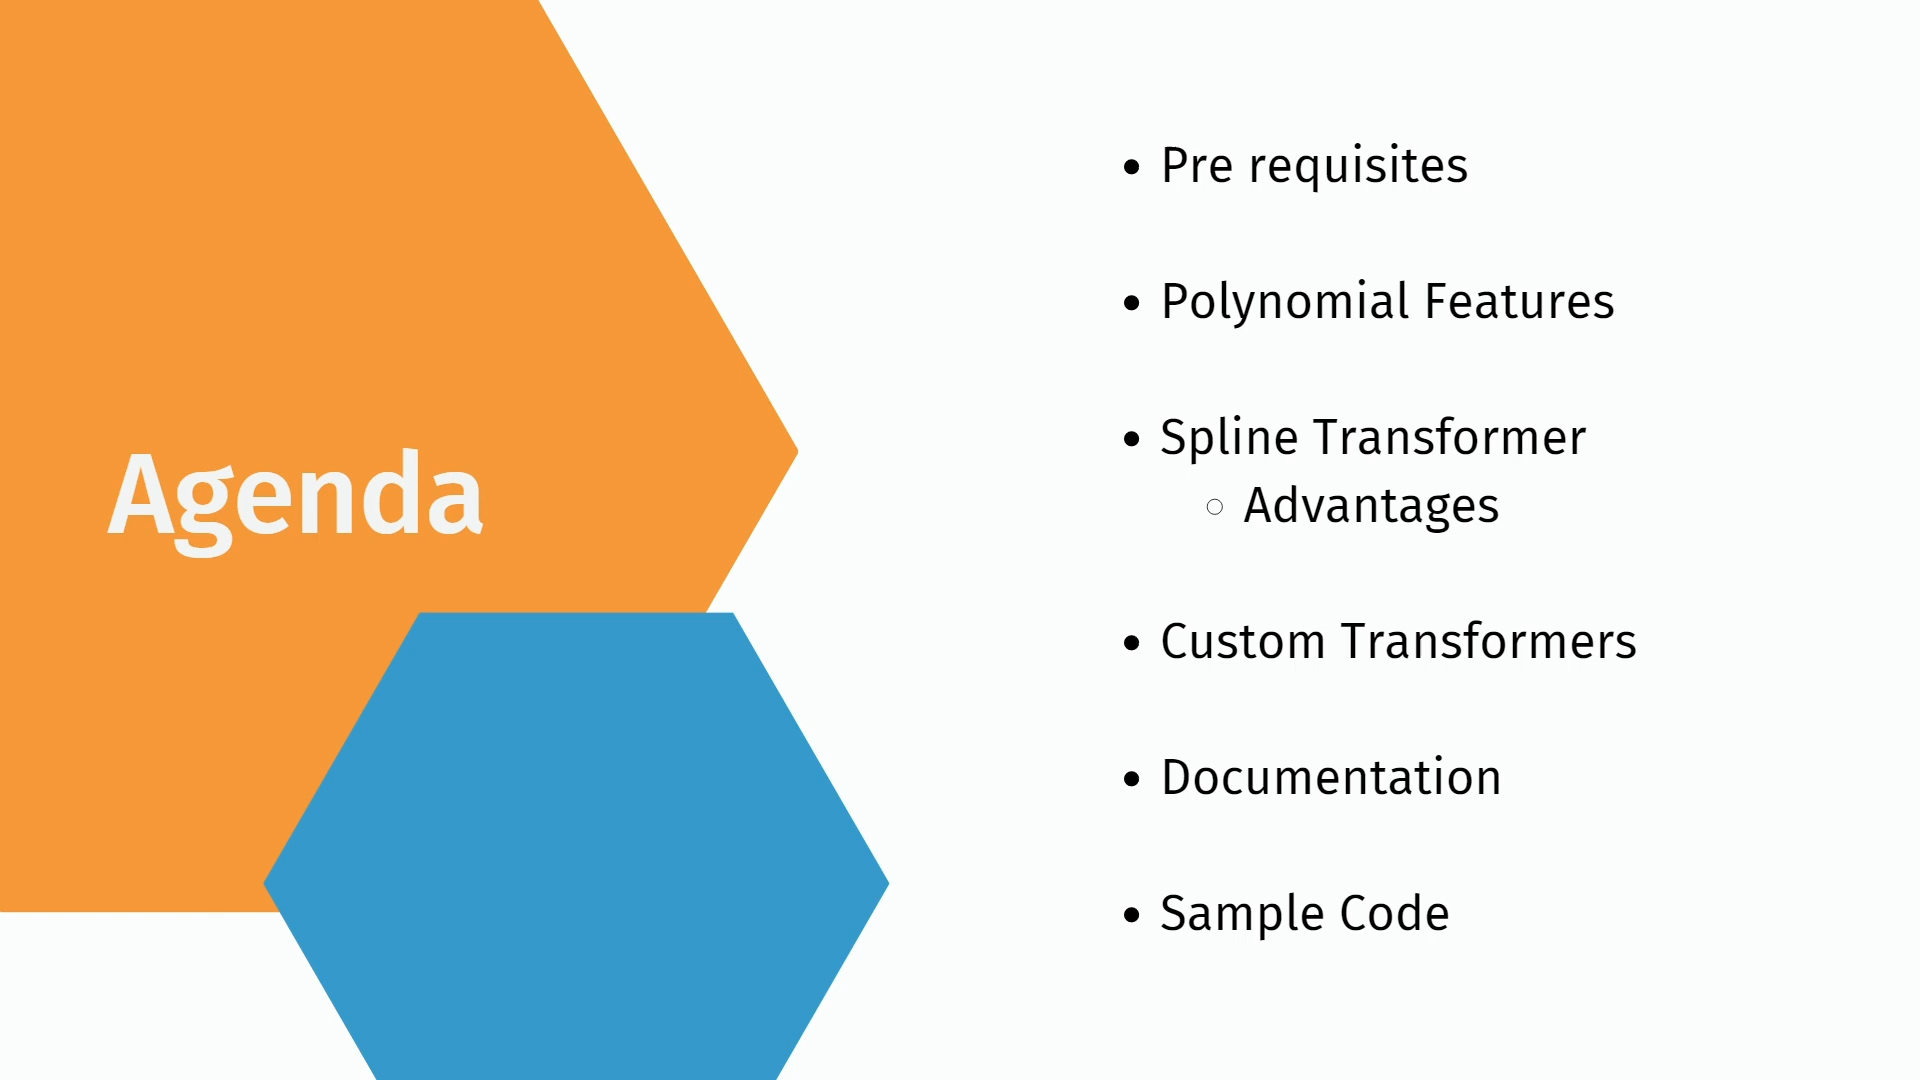 Agenda
• Pre requisites
• Polynomial Features
• Spline Transformer
○ Advantages
• Custom Transformers
• Documentation
• Sample Code